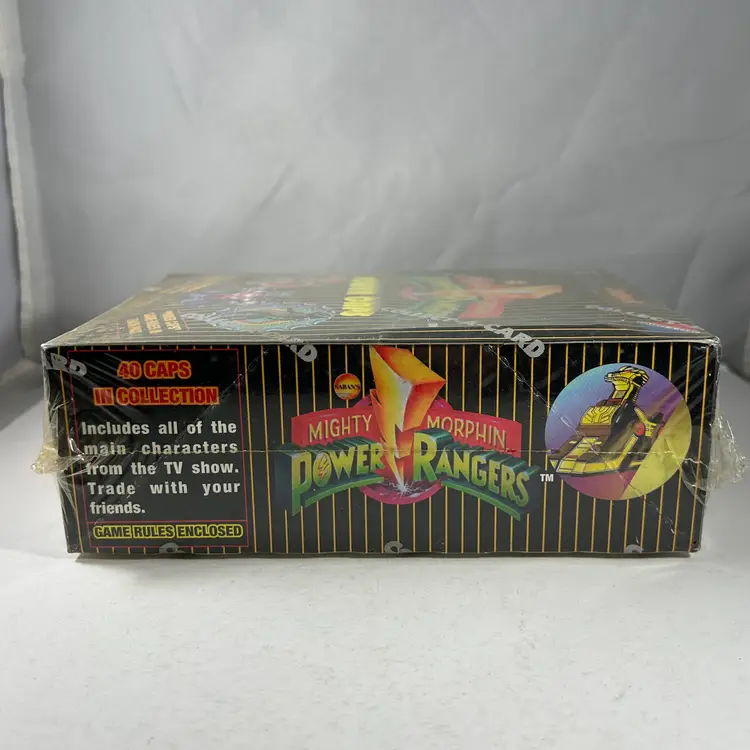 40 CAPS
IN COLLECTION
Includes all of the
main characters
from the TV show.
Trade with your
friends.
GAME RULES ENCLOSED
SABAN'S
MIGHTY MORPHIN
POWER RANGERS
TM
CARD